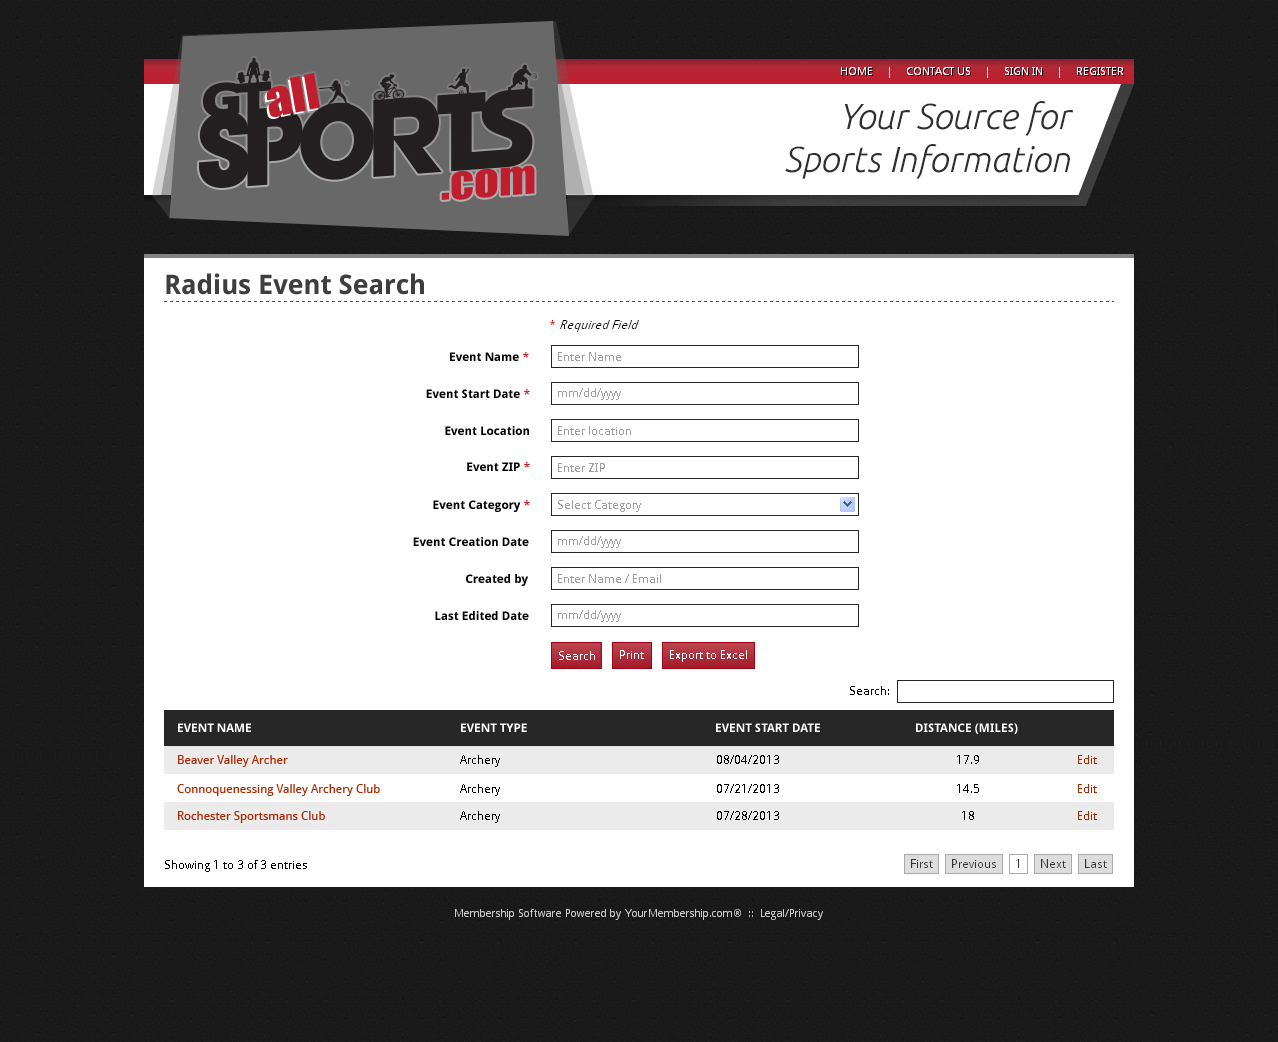 HOME | CONTACT US | SIGN IN | REGISTER
GT all
SPORTS
.com
Your Source for
Sports Information
Radius Event Search
* Required Field
Event Name * Enter Name
Event Start Date * mm/dd/yyyy
Event Location Enter location
Event ZIP * Enter ZIP
Event Category * Select Category
Event Creation Date mm/dd/yyyy
Created by Enter Name / Email
Last Edited Date mm/dd/yyyy
Search Print Export to Excel
Search:
EVENT NAME EVENT TYPE EVENT START DATE DISTANCE (MILES)
Beaver Valley Archer Archery 08/04/2013 17.9 Edit
Connoquenessing Valley Archery Club Archery 07/21/2013 14.5 Edit
Rochester Sportsmans Club Archery 07/28/2013 18 Edit
Showing 1 to 3 of 3 entries First Previous 1 Next Last
Membership Software Powered by YourMembership.com® :: Legal/Privacy